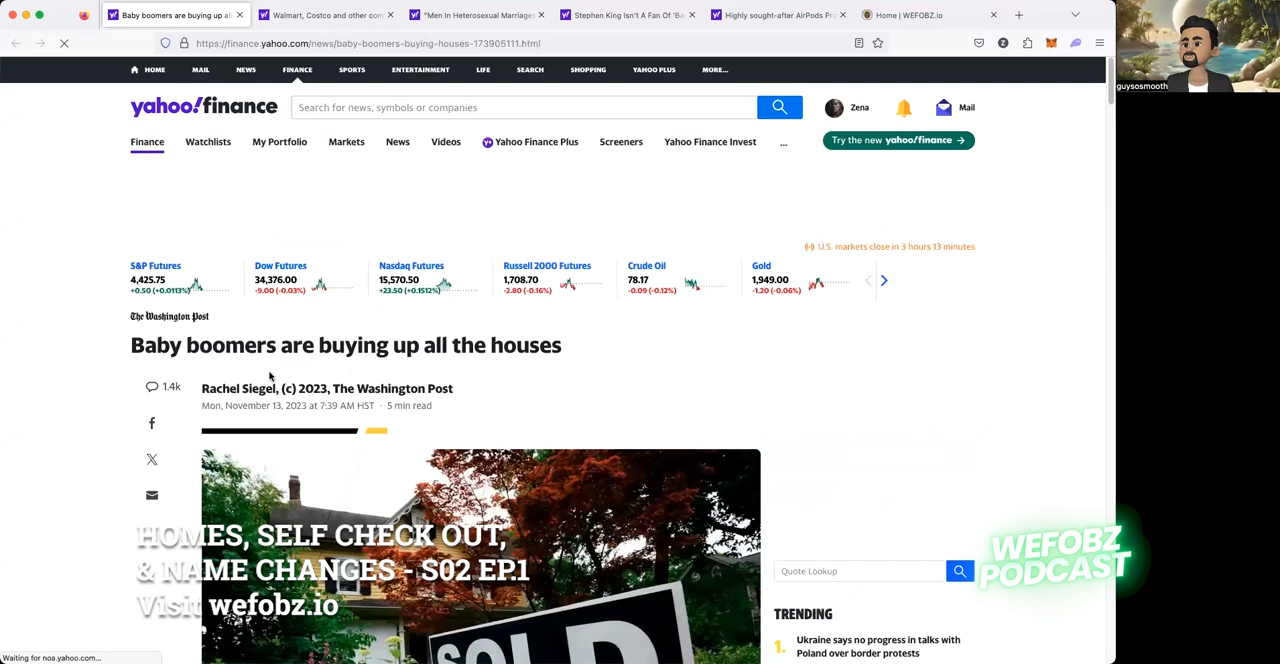 Baby boomers are buying up al
Walmart, Costco and other com
"Men In Heterosexual Marriages
Stephen King Isn't A Fan Of 'Ba
Highly sought-after AirPods Pro
Home | WEFOBZ.io
https://finance.yahoo.com/news/baby-boomers-buying-houses-173905111.html
guysosmooth
HOME MAIL NEWS FINANCE SPORTS ENTERTAINMENT LIFE SEARCH SHOPPING YAHOO PLUS MORE...
yahoo!finance
Search for news, symbols or companies
Zena
Mail
Finance Watchlists My Portfolio Markets News Videos Yahoo Finance Plus Screeners Yahoo Finance Invest ...
Try the new yahoo!finance →
U.S. markets close in 3 hours 13 minutes
S&P Futures
4,425.75
+0.50 (+0.0113%)
Dow Futures
34,376.00
-9.00 (-0.03%)
Nasdaq Futures
15,570.50
+23.50 (+0.1512%)
Russell 2000 Futures
1,708.70
-2.80 (-0.16%)
Crude Oil
78.17
-0.09 (-0.12%)
Gold
1,949.00
-1.20 (-0.06%)
The Washington Post
Baby boomers are buying up all the houses
1.4k
Rachel Siegel, (c) 2023, The Washington Post
Mon, November 13, 2023 at 7:39 AM HST · 5 min read
HOMES, SELF CHECK OUT,
& NAME CHANGES - S02 EP.1
Visit wefobz.io
SOLD
WEFOBZ
PODCAST
Quote Lookup
TRENDING
1. Ukraine says no progress in talks with
Poland over border protests
Waiting for noa.yahoo.com...